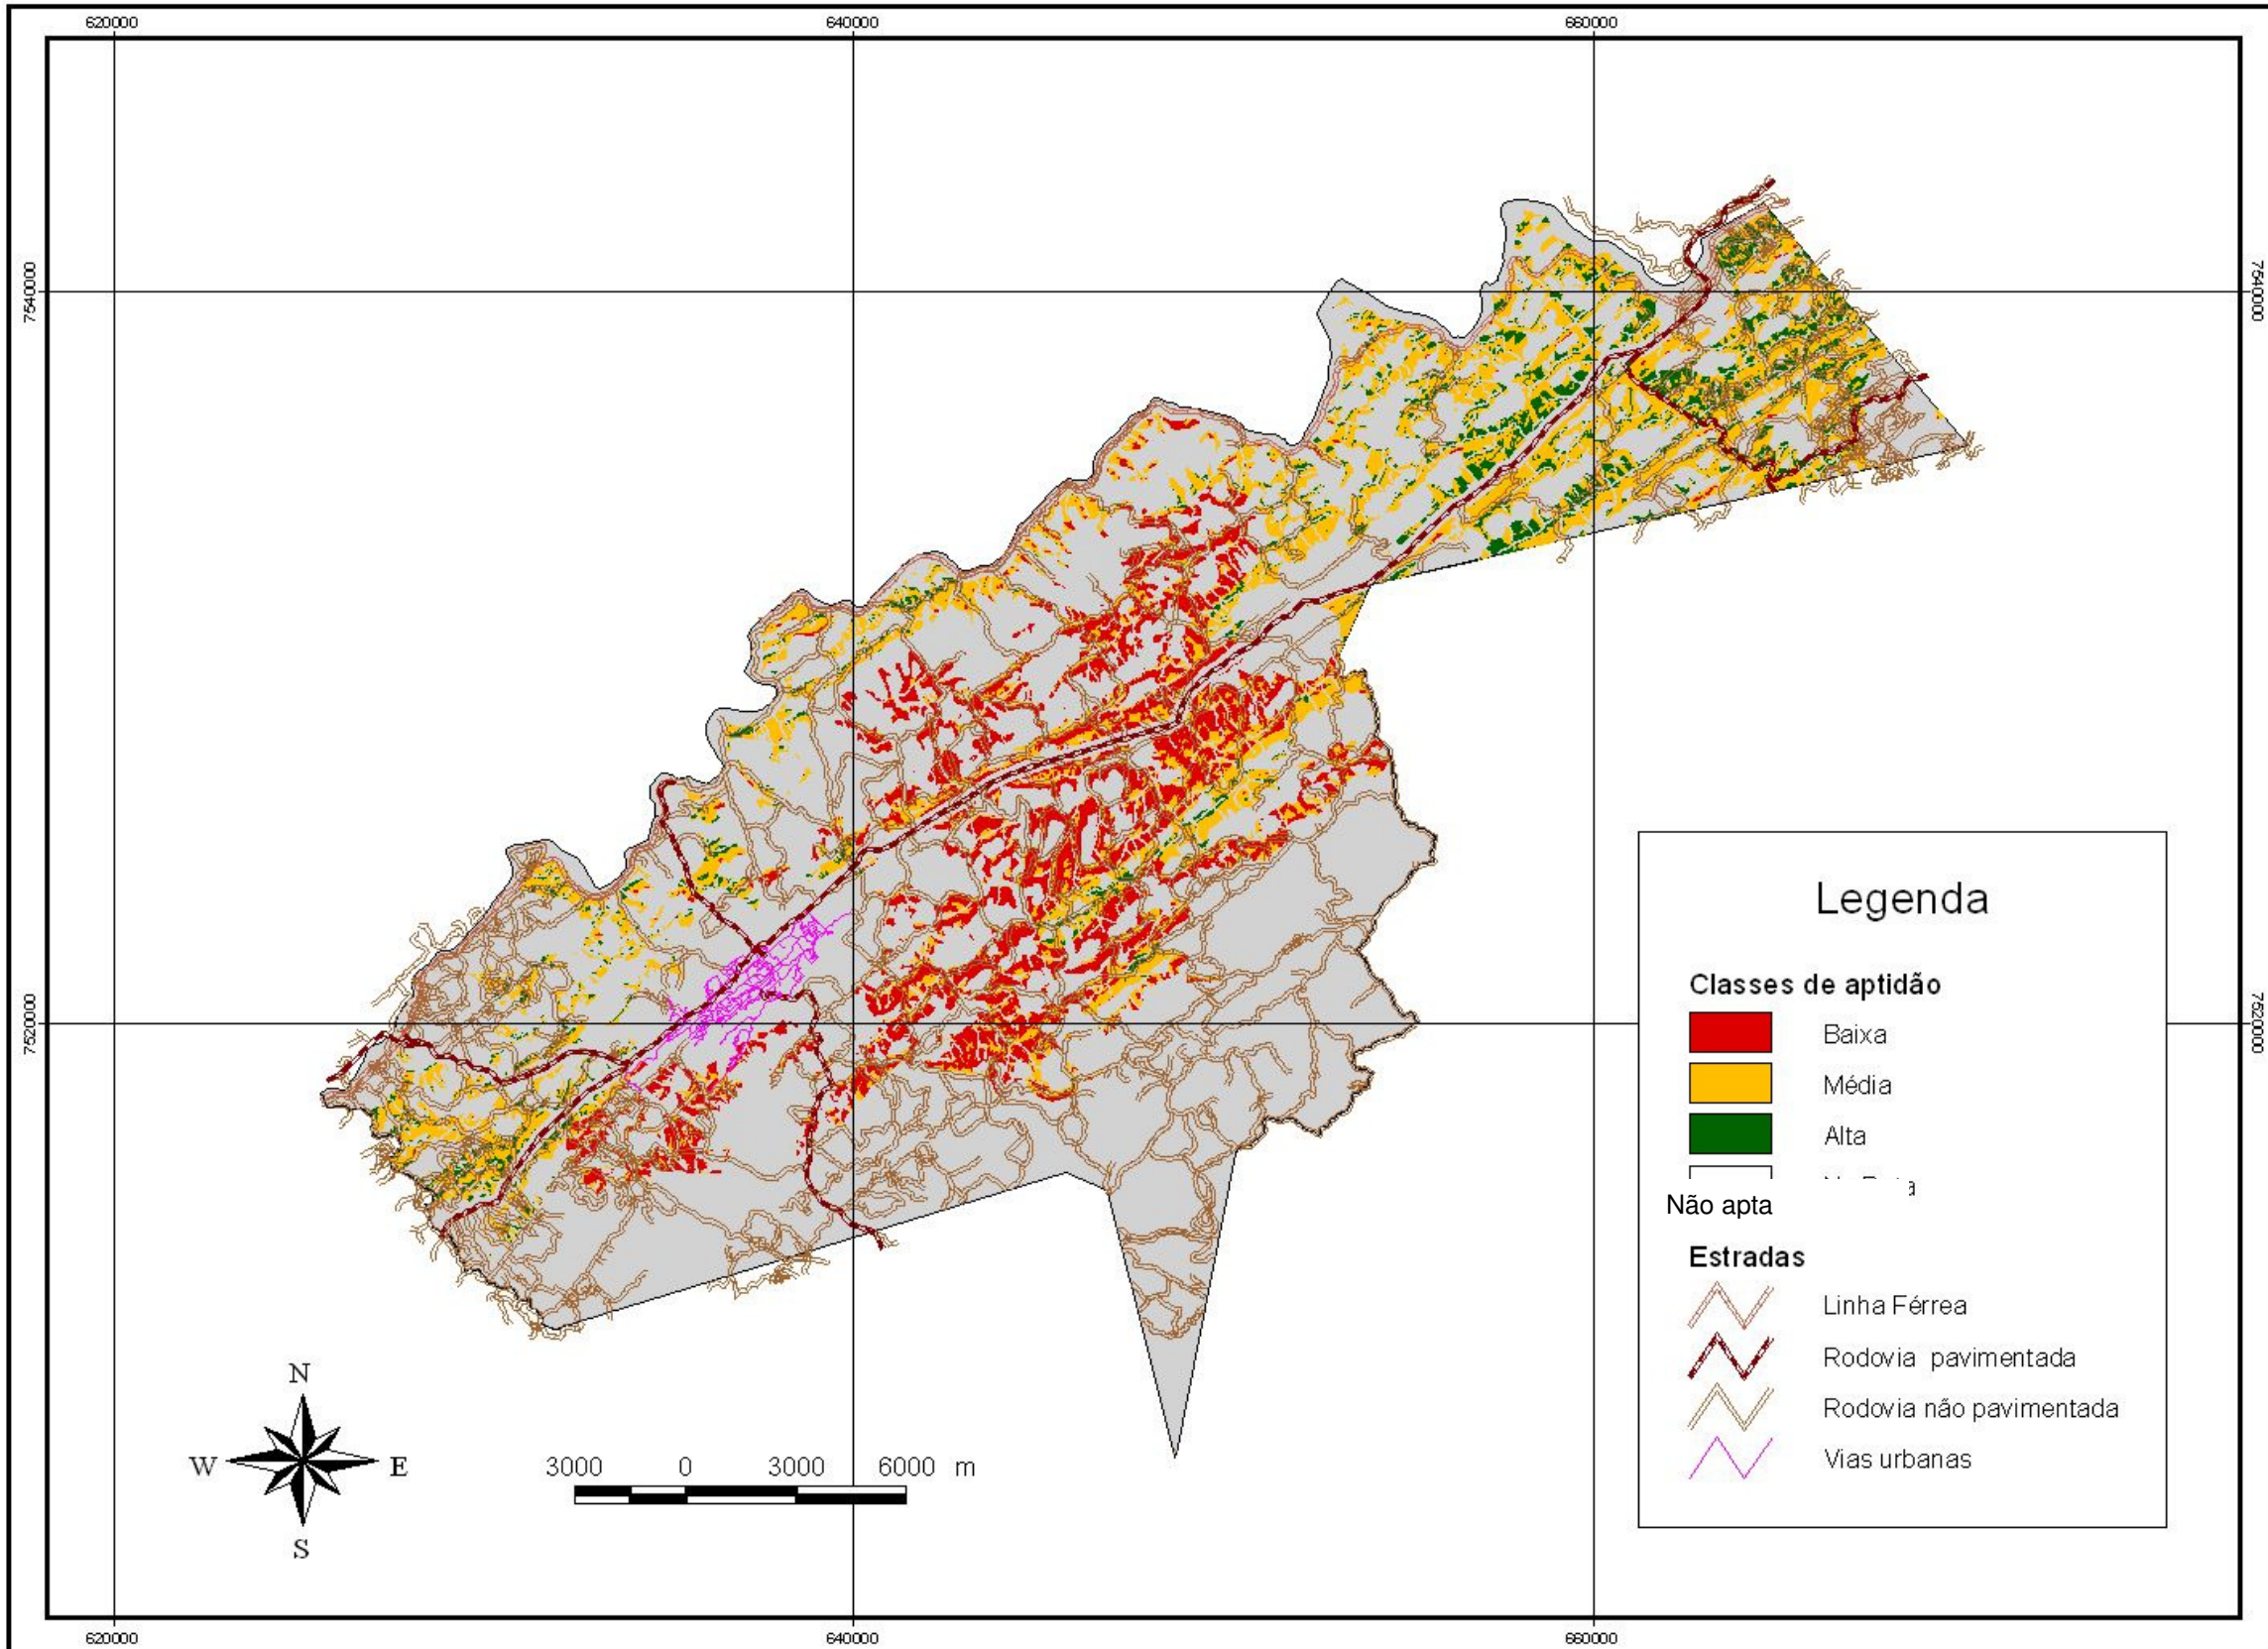 620000
640000
660000
7540000
7540000
7520000
7520000
Legenda
Classes de aptidão
Baixa
Média
Alta
a
Não apta
Estradas
Linha Férrea
Rodovia pavimentada
Rodovia não pavimentada
Vias urbanas
N
W
E
S
3000 0 3000 6000 m
620000
640000
660000